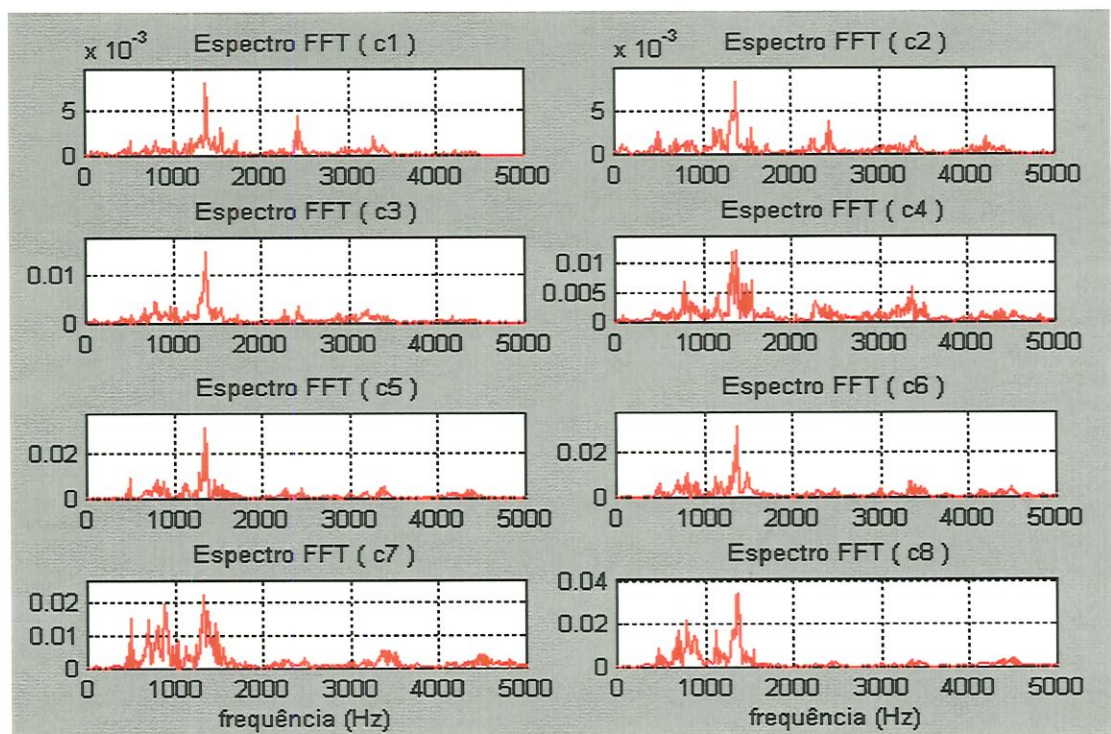 x 10^-3 Espectro FFT ( c1 )
5
0
0 1000 2000 3000 4000 5000
x 10^-3 Espectro FFT ( c2 )
5
0
0 1000 2000 3000 4000 5000
Espectro FFT ( c3 )
0.01
0
0 1000 2000 3000 4000 5000
Espectro FFT ( c4 )
0.01
0.005
0
0 1000 2000 3000 4000 5000
Espectro FFT ( c5 )
0.02
0
0 1000 2000 3000 4000 5000
Espectro FFT ( c6 )
0.02
0
0 1000 2000 3000 4000 5000
Espectro FFT ( c7 )
0.02
0.01
0
0 1000 2000 3000 4000 5000
frequência (Hz)
Espectro FFT ( c8 )
0.04
0.02
0
0 1000 2000 3000 4000 5000
frequência (Hz)